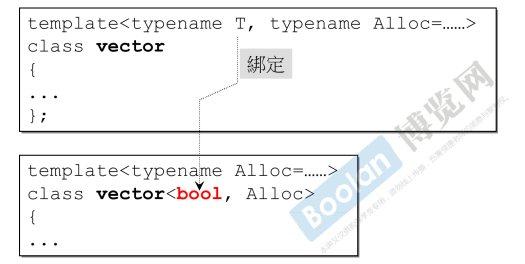 template<typename T, typename Alloc=……>
class vector
{
綁定
...
};
template<typename Alloc=……>
class vector<bool, Alloc>
{
...
Boolan 博览网